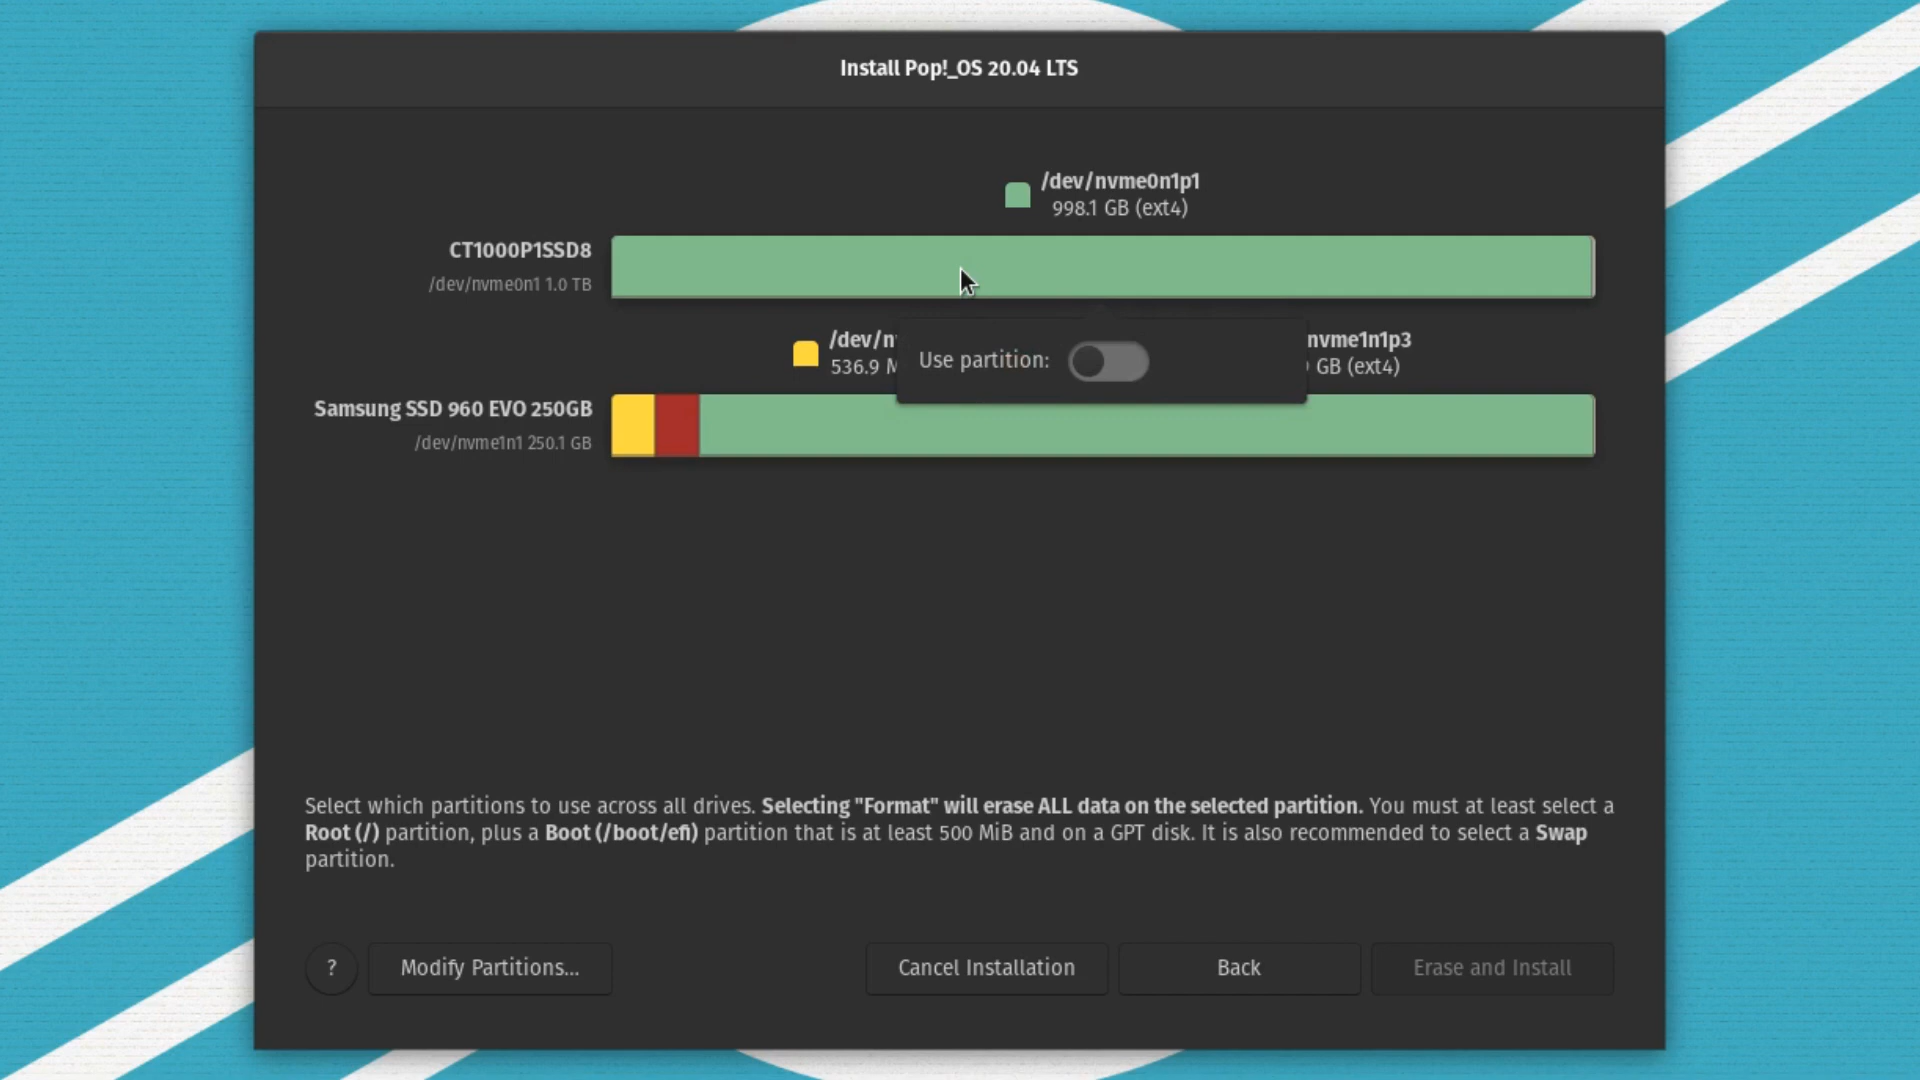 Install Pop!_OS 20.04 LTS
/dev/nvme0n1p1
998.1 GB (ext4)
CT1000P1SSD8
/dev/nvme0n1 1.0 TB
/dev/n
nvme1n1p3
536.9 M
GB (ext4)
Use partition:
Samsung SSD 960 EVO 250GB
/dev/nvme1n1 250.1 GB
Select which partitions to use across all drives. Selecting "Format" will erase ALL data on the selected partition. You must at least select a
Root (/) partition, plus a Boot (/boot/efi) partition that is at least 500 MiB and on a GPT disk. It is also recommended to select a Swap
partition.
?
Modify Partitions...
Cancel Installation
Back
Erase and Install